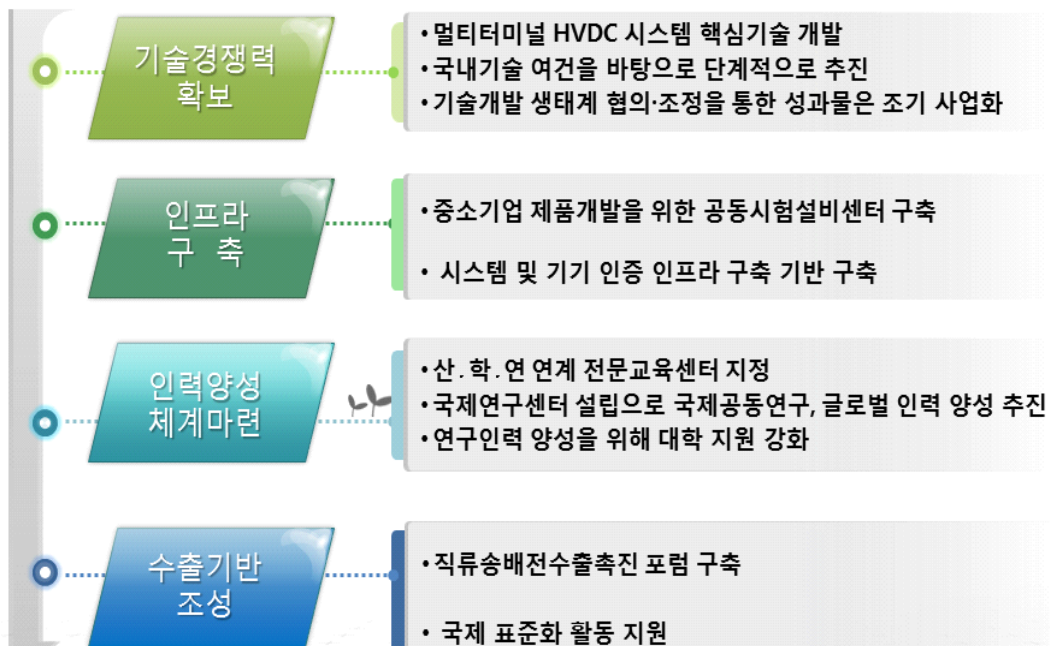 기술경쟁력
확보
•멀티터미널 HVDC 시스템 핵심기술 개발
•국내기술 여건을 바탕으로 단계적으로 추진
•기술개발 생태계 협의·조정을 통한 성과물은 조기 사업화
인프라
구 축
•중소기업 제품개발을 위한 공동시험설비센터 구축
• 시스템 및 기기 인증 인프라 구축 기반 구축
인력양성
체계마련
•산.학.연 연계 전문교육센터 지정
•국제연구센터 설립으로 국제공동연구, 글로벌 인력 양성 추진
•연구인력 양성을 위해 대학 지원 강화
수출기반
조성
•직류송배전수출촉진 포럼 구축
• 국제 표준화 활동 지원